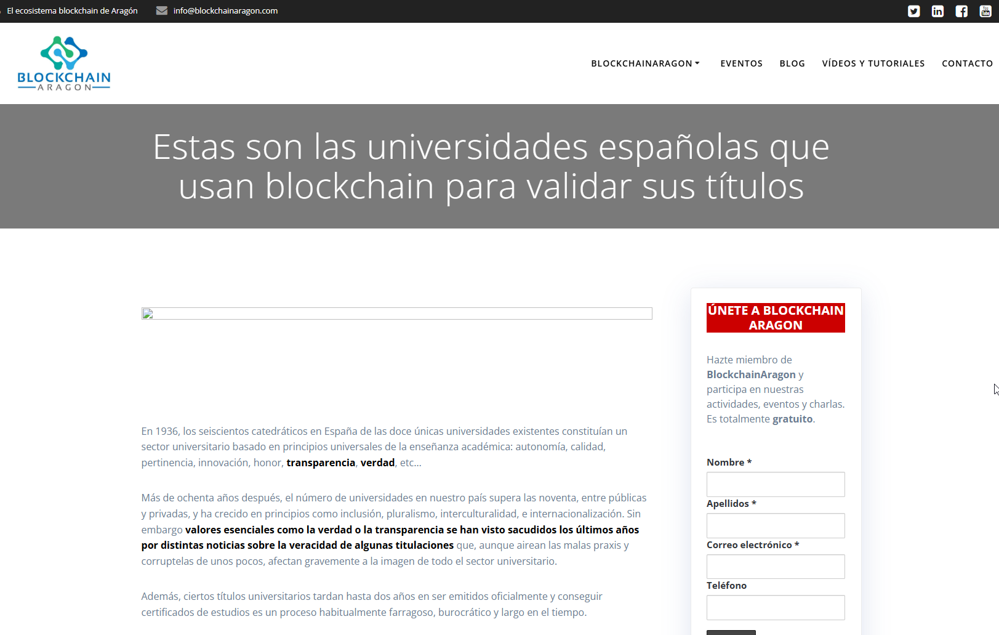 El ecosistema blockchain de Aragón
info@blockchainaragon.com
You
Tube
BLOCKCHAIN
ARAGON
BLOCKCHAINARAGON
EVENTOS
BLOG
VÍDEOS Y TUTORIALES
CONTACTO
Estas son las universidades españolas que
usan blockchain para validar sus títulos
En 1936, los seiscientos catedráticos en España de las doce únicas universidades existentes constituían un
sector universitario basado en principios universales de la enseñanza académica: autonomía, calidad,
pertinencia, innovación, honor, transparencia, verdad, etc...
Más de ochenta años después, el número de universidades en nuestro país supera las noventa, entre públicas
y privadas, y ha crecido en principios como inclusión, pluralismo, interculturalidad, e internacionalización. Sin
embargo valores esenciales como la verdad o la transparencia se han visto sacudidos los últimos años
por distintas noticias sobre la veracidad de algunas titulaciones que, aunque airean las malas praxis y
corruptelas de unos pocos, afectan gravemente a la imagen de todo el sector universitario.
Además, ciertos títulos universitarios tardan hasta dos años en ser emitidos oficialmente y conseguir
certificados de estudios es un proceso habitualmente farragoso, burocrático y largo en el tiempo.
ÚNETE A BLOCKCHAIN
ARAGON
Hazte miembro de
BlockchainAragon y
participa en nuestras
actividades, eventos y charlas.
Es totalmente gratuito.
Nombre *
Apellidos *
Correo electrónico *
Teléfono